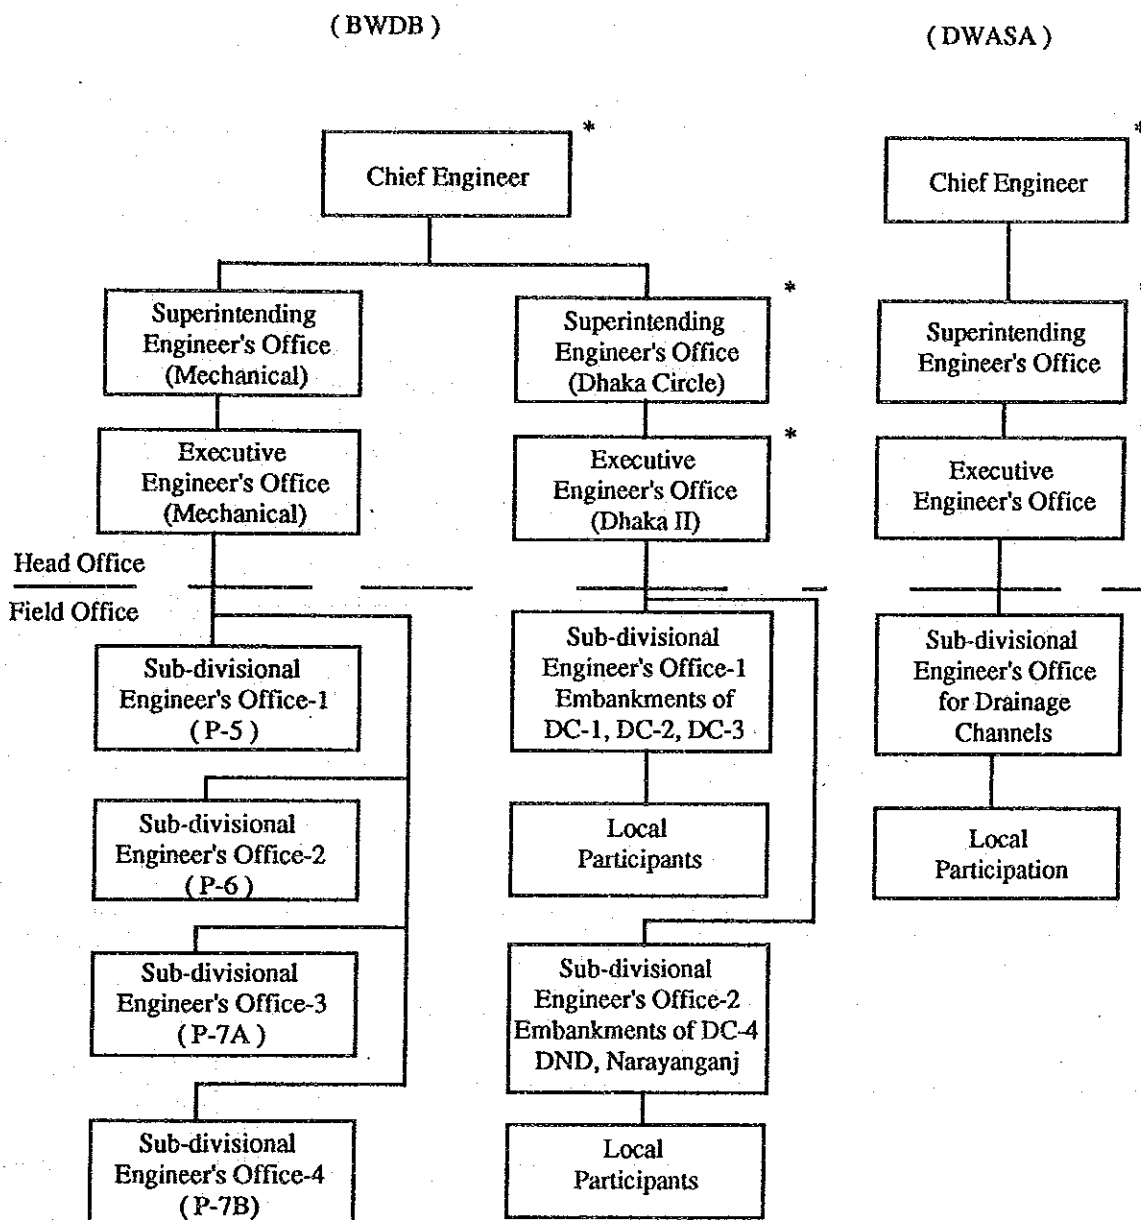 ( BWDB )
( DWASA )
*
Chief Engineer
*
Chief Engineer
Superintending
Engineer's Office
(Mechanical)
*
Superintending
Engineer's Office
(Dhaka Circle)
*
Superintending
Engineer's Office
Executive
Engineer's Office
(Mechanical)
*
Executive
Engineer's Office
(Dhaka II)
Executive
Engineer's Office
Head Office
Field Office
Sub-divisional
Engineer's Office-1
( P-5 )
Sub-divisional
Engineer's Office-2
( P-6 )
Sub-divisional
Engineer's Office-3
( P-7A )
Sub-divisional
Engineer's Office-4
( P-7B)
Sub-divisional
Engineer's Office-1
Embankments of
DC-1, DC-2, DC-3
Local
Participants
Sub-divisional
Engineer's Office-2
Embankments of DC-4
DND, Narayanganj
Local
Participants
Sub-divisional
Engineer's Office
for Drainage
Channels
Local
Participation